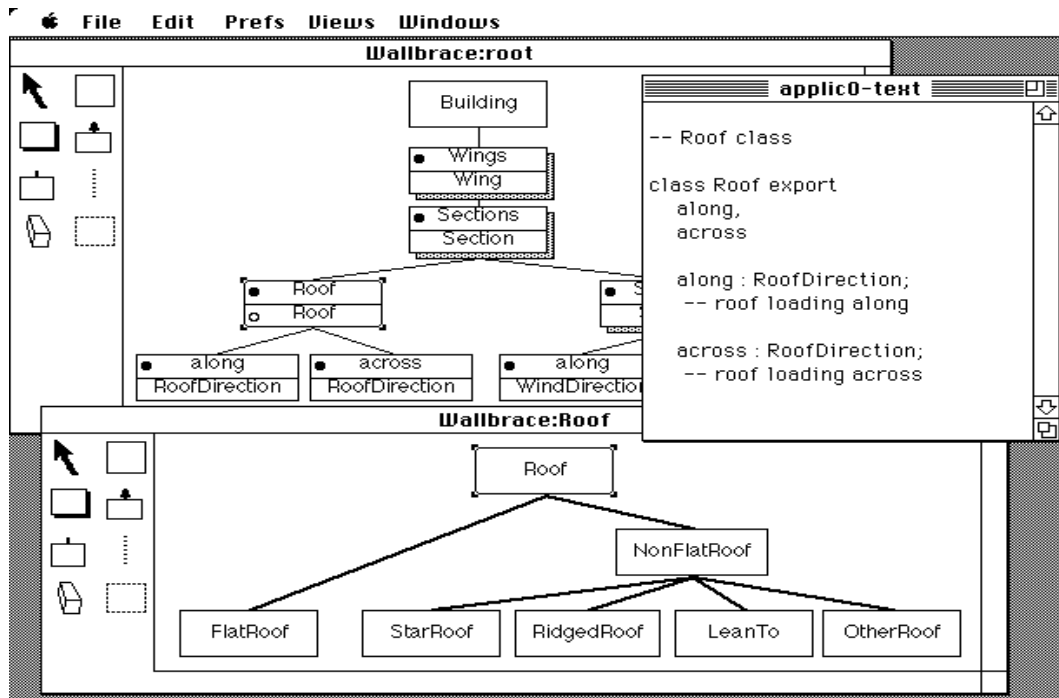 File Edit Prefs Views Windows
Wallbrace:root
Building
Wings
Wing
Sections
Section
Roof
Roof
along
RoofDirection
across
RoofDirection
along
applic0-text
-- Roof class
class Roof export
along,
across
along : RoofDirection;
-- roof loading along
across : RoofDirection;
-- roof loading across
Wallbrace:Roof
Roof
NonFlatRoof
FlatRoof
StarRoof
RidgedRoof
LeanTo
OtherRoof